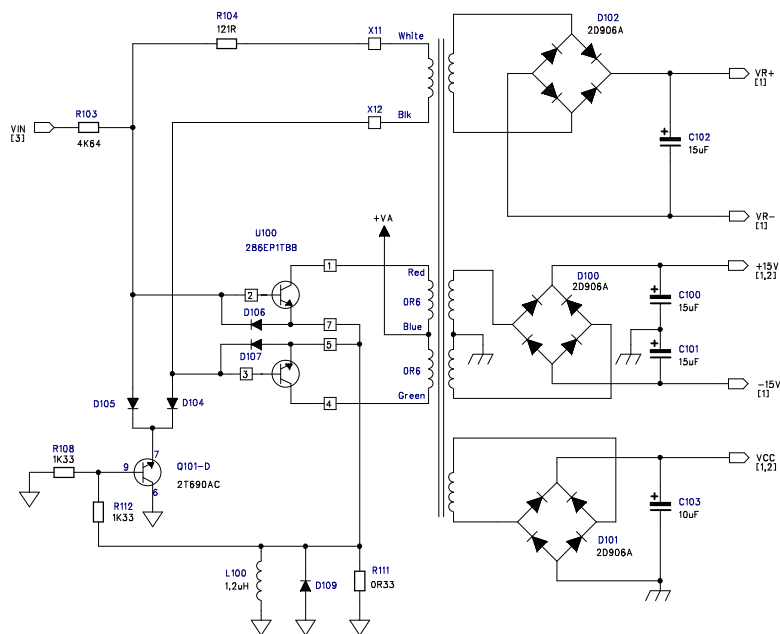 R104
121R
X11
White
D102
2D906A
VR+
[1]
R103
4K64
VIN
[3]
X12
Blk
C102
15uF
VR-
[1]
+VA
U100
286EP1TBB
1
2
Red
0R6
D106
7
Blue
D107
5
3
0R6
4
Green
D100
2D906A
+15V
[1,2]
C100
15uF
C101
15uF
-15V
[1]
D105
D104
R108
1K33
9
7
6
Q101-D
2T690AC
R112
1K33
VCC
[1,2]
C103
10uF
D101
2D906A
L100
1,2uH
D109
R111
0R33